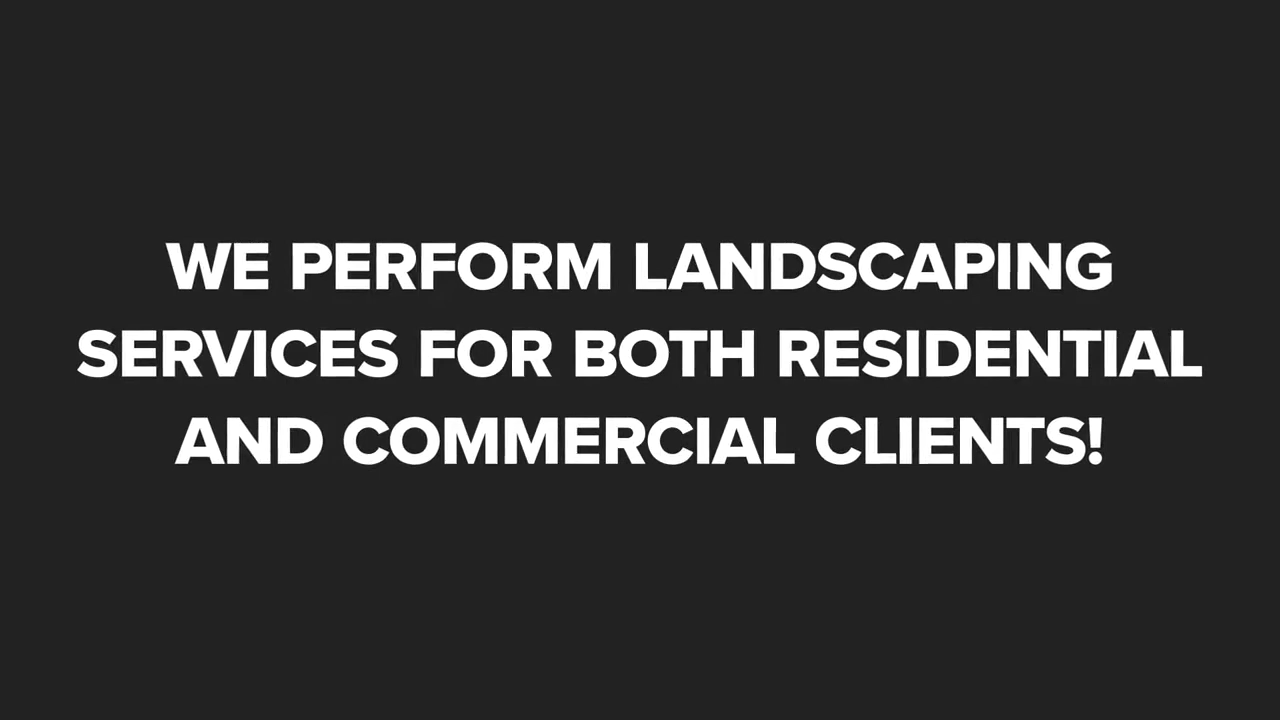 WE PERFORM LANDSCAPING
SERVICES FOR BOTH RESIDENTIAL
AND COMMERCIAL CLIENTS!